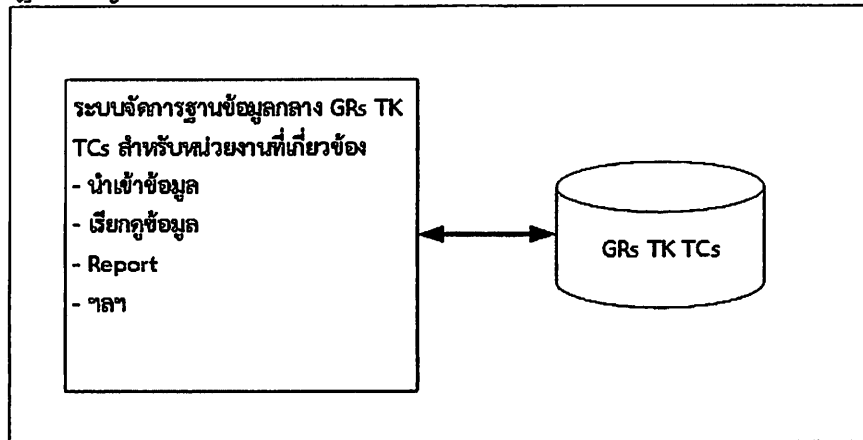 ระบบจัดการฐานข้อมูลกลาง GRs TK
TCs สำหรับหน่วยงานที่เกี่ยวข้อง
- นำเข้าข้อมูล
- เรียกดูข้อมูล
- Report
- ฯลฯ
GRs TK TCs